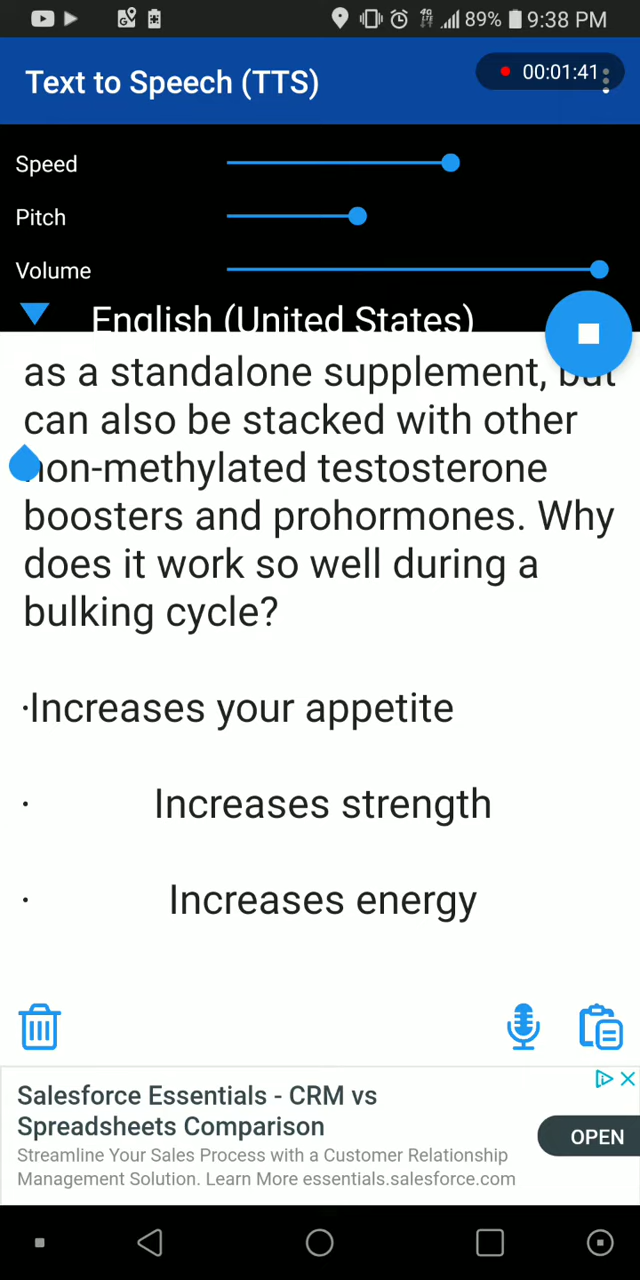 89% 9:38 PM
Text to Speech (TTS)
00:01:41
Speed
Pitch
Volume
English (United States)
as a standalone supplement, but
can also be stacked with other
non-methylated testosterone
boosters and prohormones. Why
does it work so well during a
bulking cycle?
·Increases your appetite
· Increases strength
· Increases energy
Salesforce Essentials - CRM vs
Spreadsheets Comparison
Streamline Your Sales Process with a Customer Relationship
Management Solution. Learn More essentials.salesforce.com
OPEN